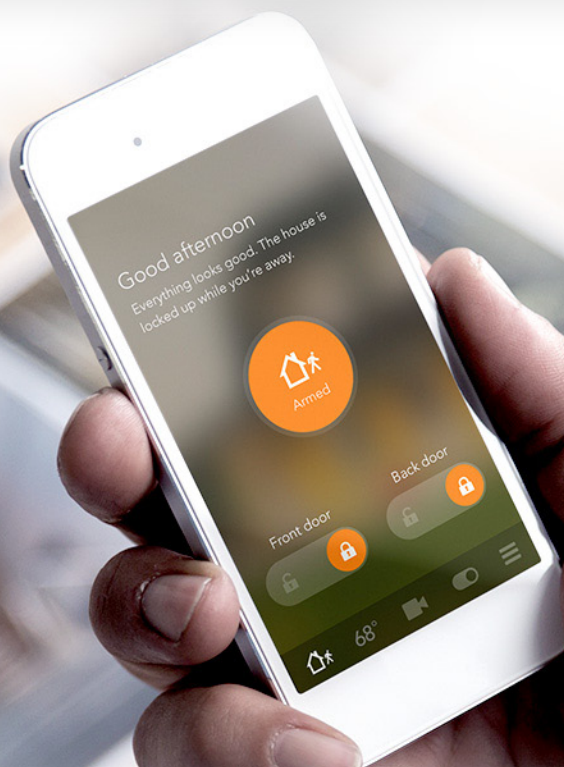 Good afternoon
Everything looks good. The house is
locked up while you're away.
Armed
Back door
Front door
68°